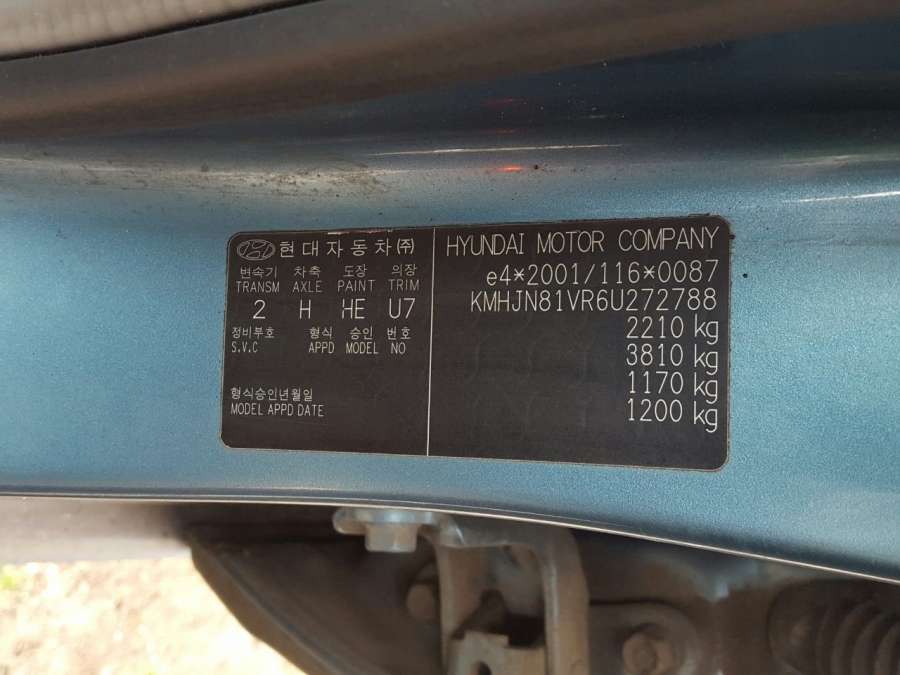 현대자동차㈜
변속기 차축 도장 의장
TRANSM AXLE PAINT TRIM
2 H HE U7
정비부호 형식 승인 번호
S.V.C APPD MODEL NO
형식승인년월일
MODEL APPD DATE
HYUNDAI MOTOR COMPANY
e4*2001/116*0087
KMHJN81VR6U272788
2210 kg
3810 kg
1170 kg
1200 kg